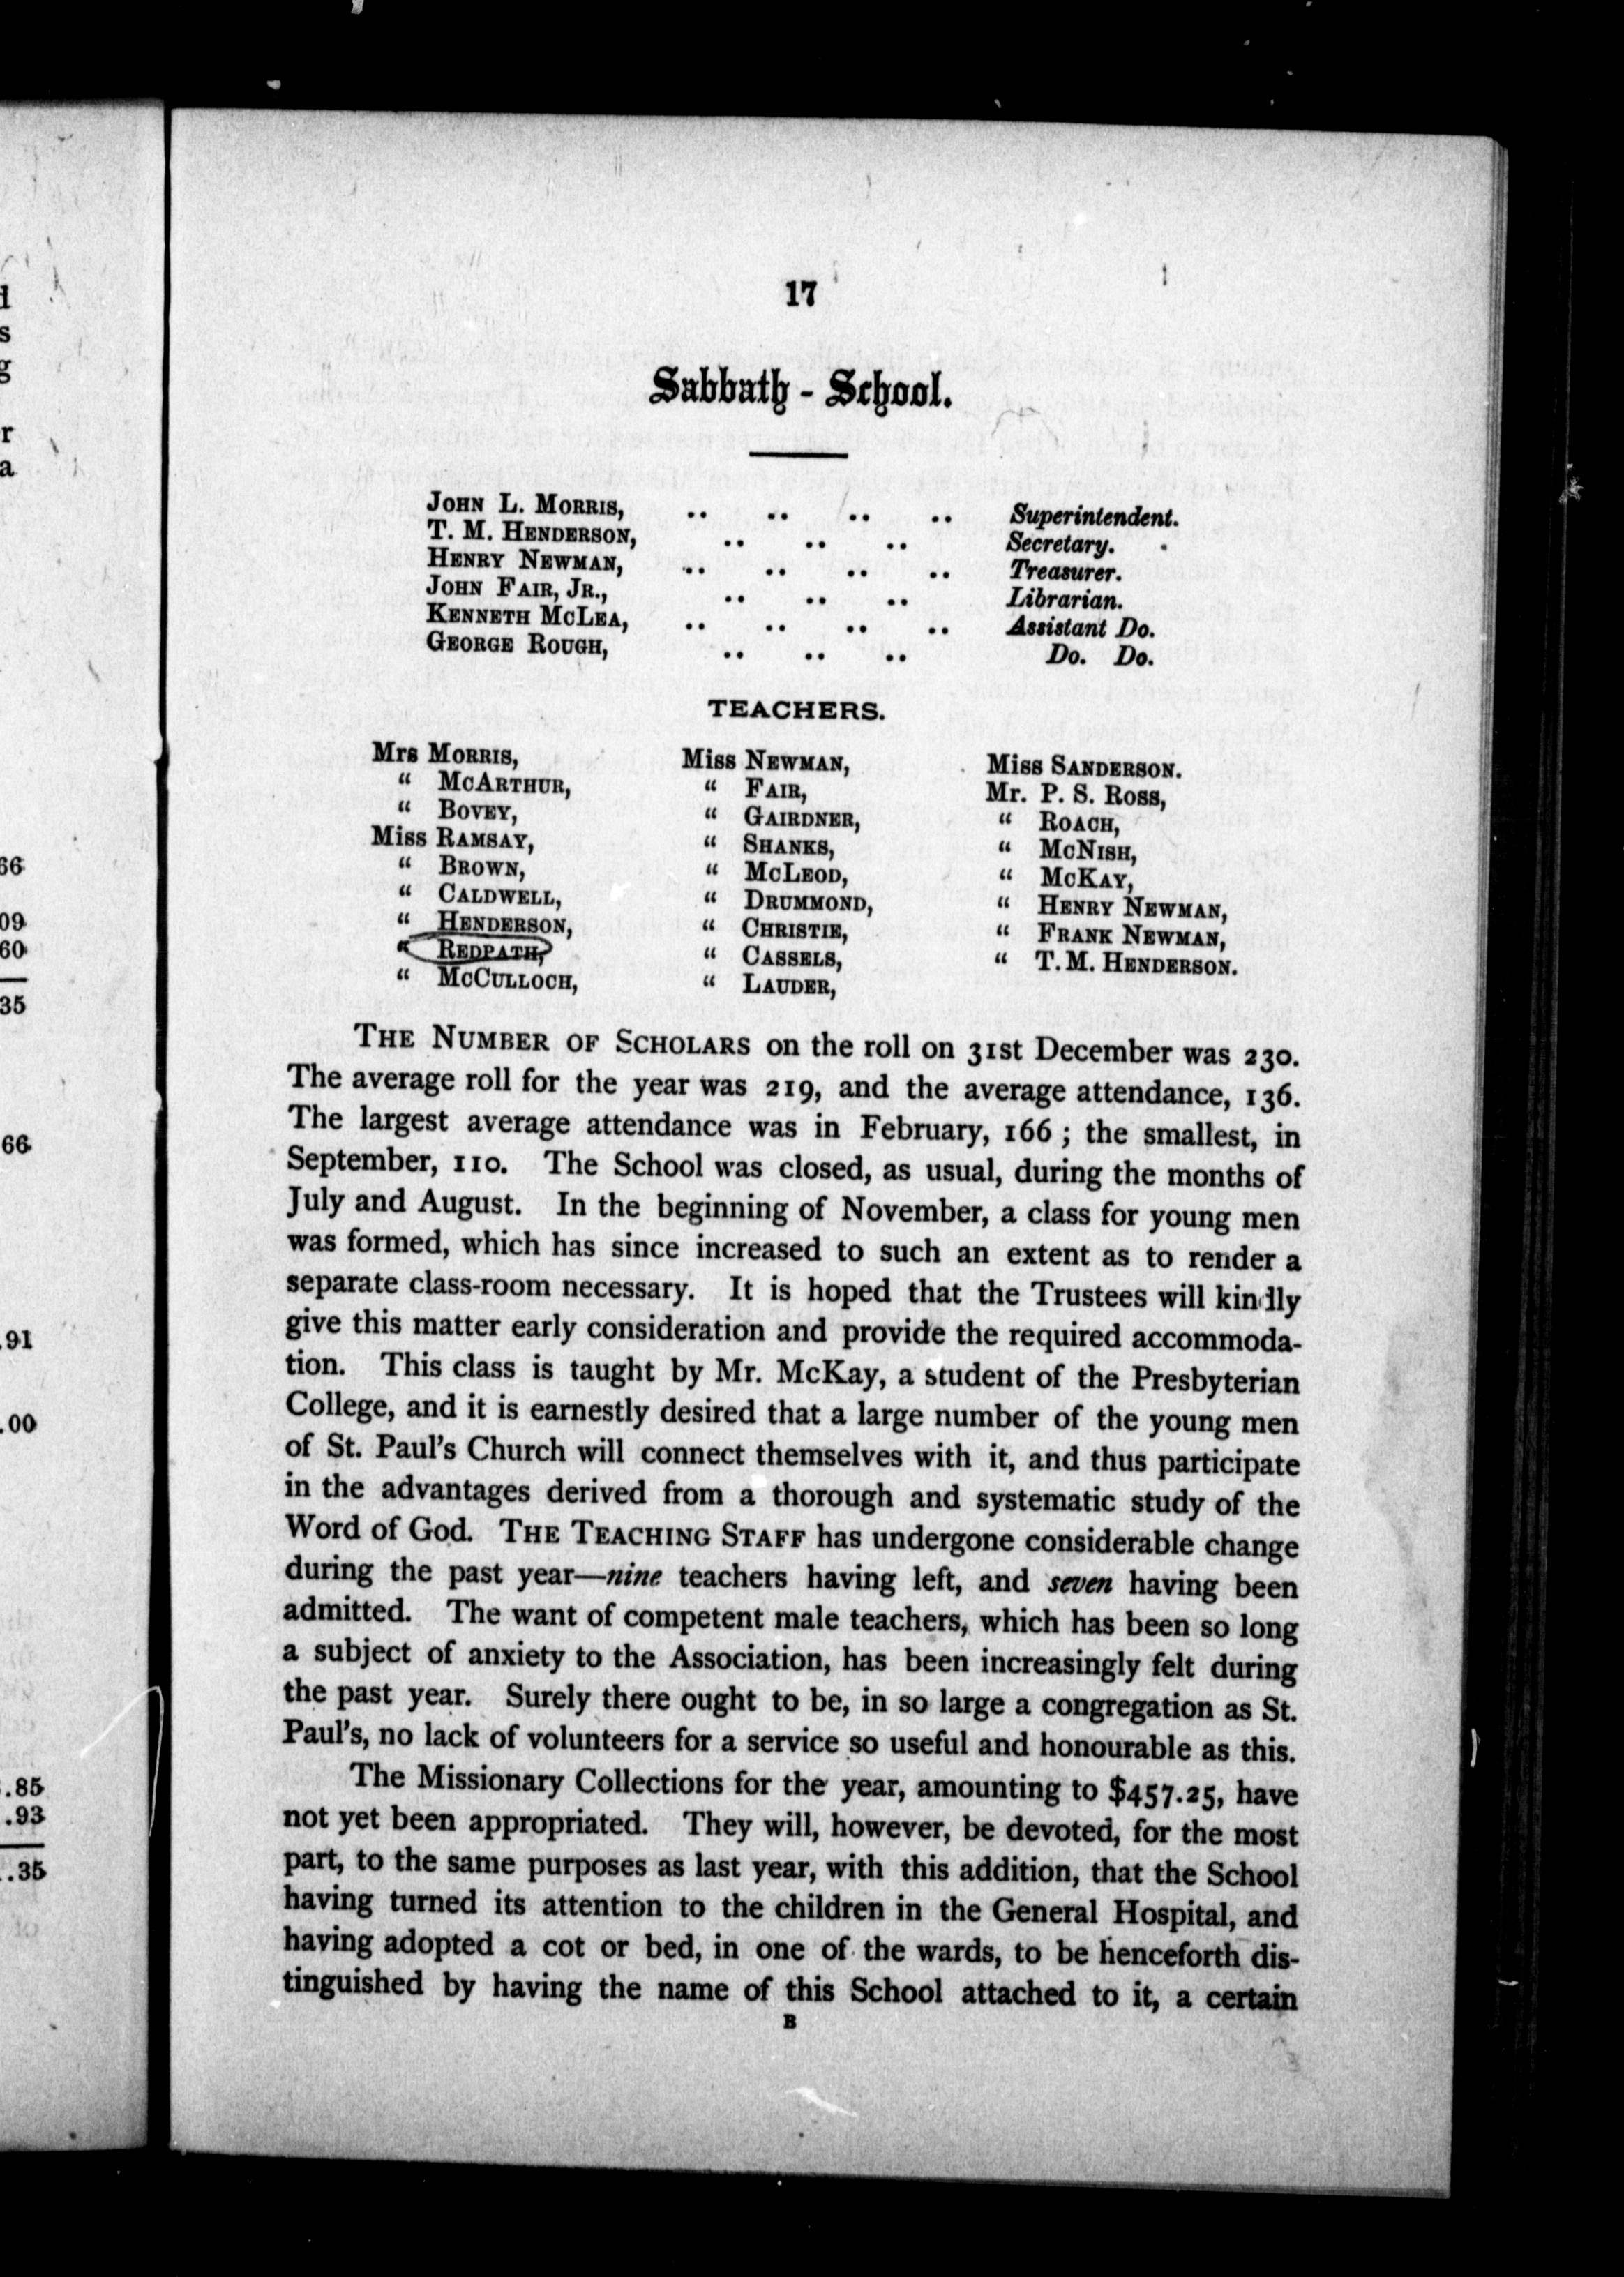 17
Sabbath - School.
JOHN L. MORRIS, .. .. .. .. Superintendent.
T. M. HENDERSON, .. .. .. Secretary.
HENRY NEWMAN, .. .. .. .. Treasurer.
JOHN FAIR, JR., .. .. .. Librarian.
KENNETH MCLEA, .. .. .. .. Assistant Do.
GEORGE ROUGH, .. .. .. Do. Do.
TEACHERS.
Mrs MORRIS,
“ MCARTHUR,
“ BOVEY,
Miss RAMSAY,
“ BROWN,
“ CALDWELL,
“ HENDERSON,
“ REDPATH,
“ MCCULLOCH,
Miss NEWMAN,
“ FAIR,
“ GAIRDNER,
“ SHANKS,
“ MCLEOD,
“ DRUMMOND,
“ CHRISTIE,
“ CASSELS,
“ LAUDER,
Miss SANDERSON.
Mr. P. S. ROSS,
“ ROACH,
“ MCNISH,
“ MCKAY,
“ HENRY NEWMAN,
“ FRANK NEWMAN,
“ T. M. HENDERSON.
THE NUMBER OF SCHOLARS on the roll on 31st December was 230.
The average roll for the year was 219, and the average attendance, 136.
The largest average attendance was in February, 166 ; the smallest, in
September, 110. The School was closed, as usual, during the months of
July and August. In the beginning of November, a class for young men
was formed, which has since increased to such an extent as to render a
separate class-room necessary. It is hoped that the Trustees will kindly
give this matter early consideration and provide the required accommoda-
tion. This class is taught by Mr. McKay, a student of the Presbyterian
College, and it is earnestly desired that a large number of the young men
of St. Paul's Church will connect themselves with it, and thus participate
in the advantages derived from a thorough and systematic study of the
Word of God. THE TEACHING STAFF has undergone considerable change
during the past year—nine teachers having left, and seven having been
admitted. The want of competent male teachers, which has been so long
a subject of anxiety to the Association, has been increasingly felt during
the past year. Surely there ought to be, in so large a congregation as St.
Paul's, no lack of volunteers for a service so useful and honourable as this.
The Missionary Collections for the year, amounting to $457.25, have
not yet been appropriated. They will, however, be devoted, for the most
part, to the same purposes as last year, with this addition, that the School
having turned its attention to the children in the General Hospital, and
having adopted a cot or bed, in one of the wards, to be henceforth dis-
tinguished by having the name of this School attached to it, a certain
B